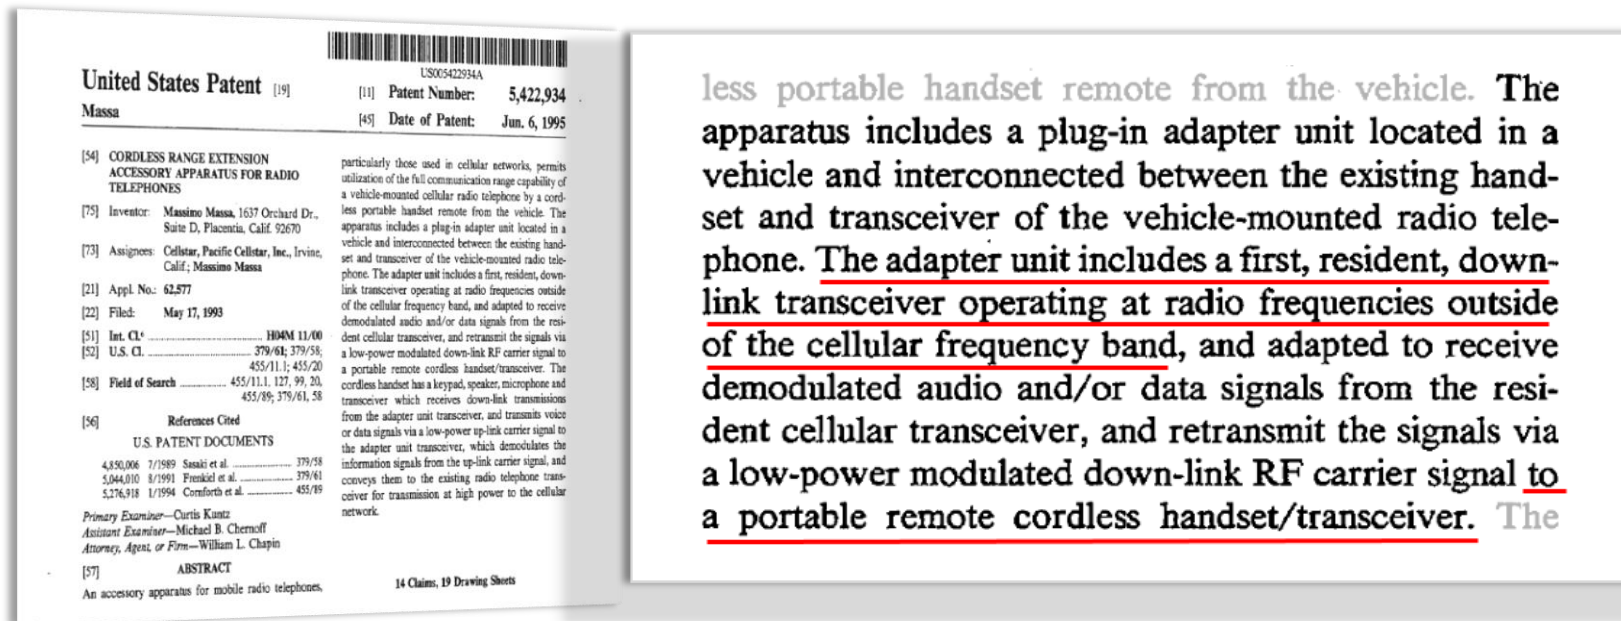 US005422934A
United States Patent [19]
Massa
[11] Patent Number: 5,422,934
[45] Date of Patent: Jun. 6, 1995
[54] CORDLESS RANGE EXTENSION
ACCESSORY APPARATUS FOR RADIO
TELEPHONES
[75] Inventor: Massimo Massa, 1637 Orchard Dr.,
Suite D, Placentia, Calif. 92670
[73] Assignees: Cellstar, Pacific Cellstar, Inc., Irvine,
Calif.; Massimo Massa
[21] Appl. No.: 62,577
[22] Filed: May 17, 1993
[51] Int. Cl.⁶ ........................ H04M 11/00
[52] U.S. Cl. ........................ 379/61; 379/58;
455/11.1; 455/20
[58] Field of Search ............ 455/11.1, 127, 99, 20,
455/89; 379/61, 58
[56] References Cited
U.S. PATENT DOCUMENTS
4,850,006 7/1989 Sasaki et al. .................. 379/58
5,044,010 8/1991 Frenkiel et al. ................ 379/61
5,276,918 1/1994 Cornforth et al. ............... 455/89
Primary Examiner—Curtis Kuntz
Assistant Examiner—Michael B. Chernoff
Attorney, Agent, or Firm—William L. Chapin
[57] ABSTRACT
An accessory apparatus for mobile radio telephones,
particularly those used in cellular networks, permits
utilization of the full communication range capability of
a vehicle-mounted cellular radio telephone by a cord-
less portable handset remote from the vehicle. The
apparatus includes a plug-in adapter unit located in a
vehicle and interconnected between the existing hand-
set and transceiver of the vehicle-mounted radio tele-
phone. The adapter unit includes a first, resident, down-
link transceiver operating at radio frequencies outside
of the cellular frequency band, and adapted to receive
demodulated audio and/or data signals from the resi-
dent cellular transceiver, and retransmit the signals via
a low-power modulated down-link RF carrier signal to
a portable remote cordless handset/transceiver. The
cordless handset has a keypad, speaker, microphone and
transceiver which receives down-link transmissions
from the adapter unit transceiver, and transmits voice
or data signals via a low-power up-link carrier signal to
the adapter unit transceiver, which demodulates the
information signals from the up-link carrier signal, and
conveys them to the existing radio telephone trans-
ceiver for transmission at high power to the cellular
network.
14 Claims, 19 Drawing Sheets
less portable handset remote from the vehicle. The
apparatus includes a plug-in adapter unit located in a
vehicle and interconnected between the existing hand-
set and transceiver of the vehicle-mounted radio tele-
phone. The adapter unit includes a first, resident, down-
link transceiver operating at radio frequencies outside
of the cellular frequency band, and adapted to receive
demodulated audio and/or data signals from the resi-
dent cellular transceiver, and retransmit the signals via
a low-power modulated down-link RF carrier signal to
a portable remote cordless handset/transceiver. The